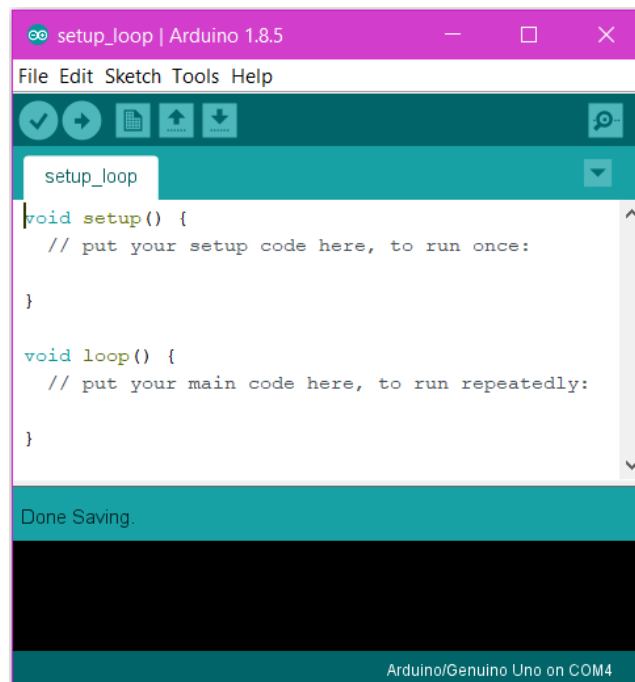 setup_loop | Arduino 1.8.5
File Edit Sketch Tools Help
setup_loop
void setup() {
  // put your setup code here, to run once:
}
void loop() {
  // put your main code here, to run repeatedly:
}
Done Saving.
Arduino/Genuino Uno on COM4